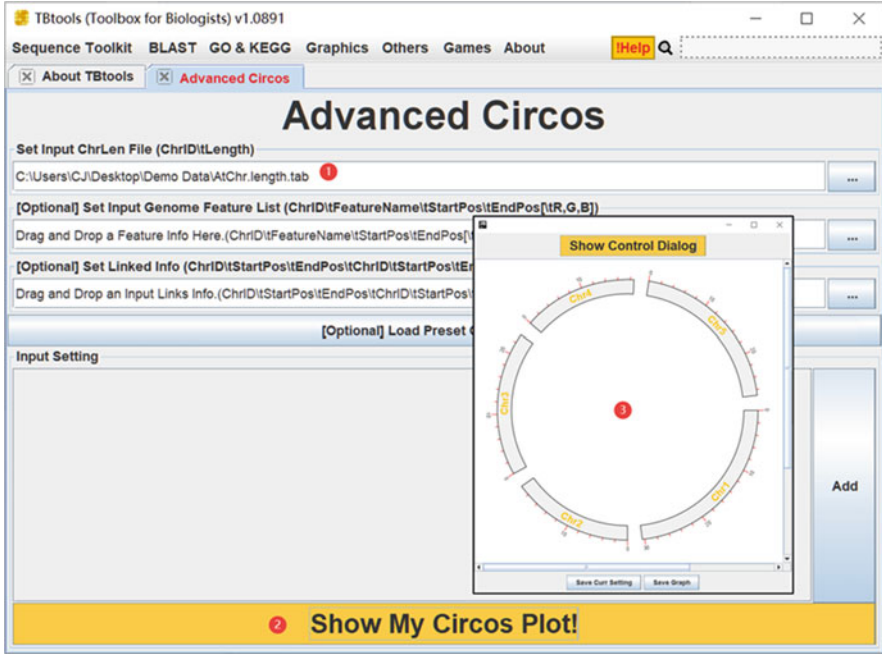 TBtools (Toolbox for Biologists) v1.0891
Sequence Toolkit BLAST GO & KEGG Graphics Others Games About !Help
About TBtools Advanced Circos
Advanced Circos
Set Input ChrLen File (ChrID\tLength)
C:\Users\CJ\Desktop\Demo Data\AtChr.length.tab 1
...
[Optional] Set Input Genome Feature List (ChrID\tFeatureName\tStartPos\tEndPos[\tR,G,B])
Drag and Drop a Feature Info Here.(ChrID\tFeatureName\tStartPos\tEndPos[\
...
[Optional] Set Linked Info (ChrID\tStartPos\tEndPos\tChrID\tStartPos\tEr
Drag and Drop an Input Links Info.(ChrID\tStartPos\tEndPos\tChrID\tStartPos\
...
[Optional] Load Preset
Input Setting
Add
Show Control Dialog
Chr4
Chr5
Chr3
3
Chr2
Chr1
Save Curr Setting Save Graph
2 Show My Circos Plot!